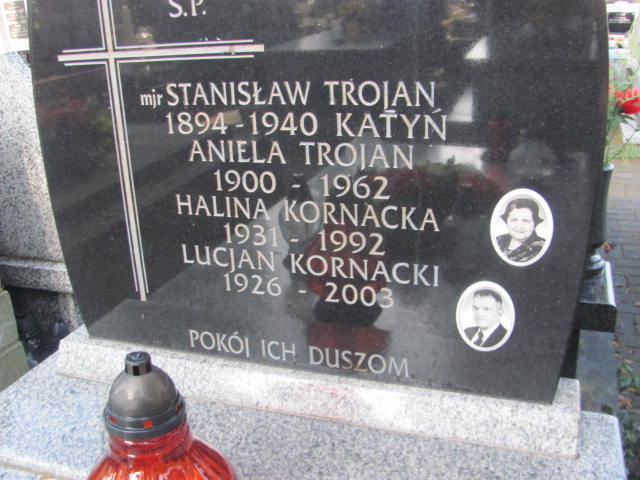 Ś.P.
mjr STANISŁAW TROJAN
1894 - 1940 KATYŃ
ANIELA TROJAN
1900 - 1962
HALINA KORNACKA
1931 - 1992
LUCJAN KORNACKI
1926 - 2003
POKÓJ ICH DUSZOM